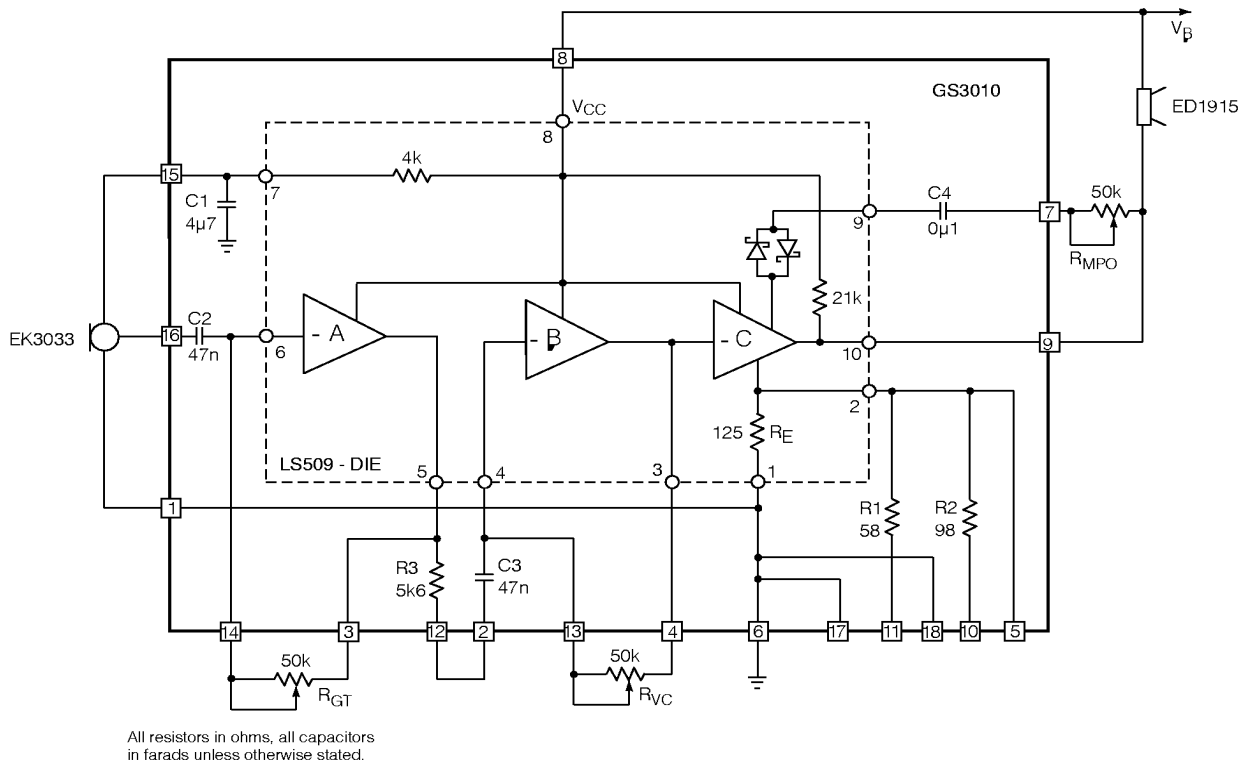 V_B
8
GS3010
V_CC
8
ED1915
4k
15
7
C1
4µ7
C4
0µ1
9
7
50k
R_MPO
21k
EK3033
16
C2
47n
6
- A
- B
- C
10
9
2
125 R_E
LS509 - DIE
5
4
3
1
1
R1
58
R2
98
R3
5k6
C3
47n
14
3
12
2
13
4
6
17
11
18
10
5
50k
R_GT
50k
R_VC
All resistors in ohms, all capacitors
in farads unless otherwise stated.